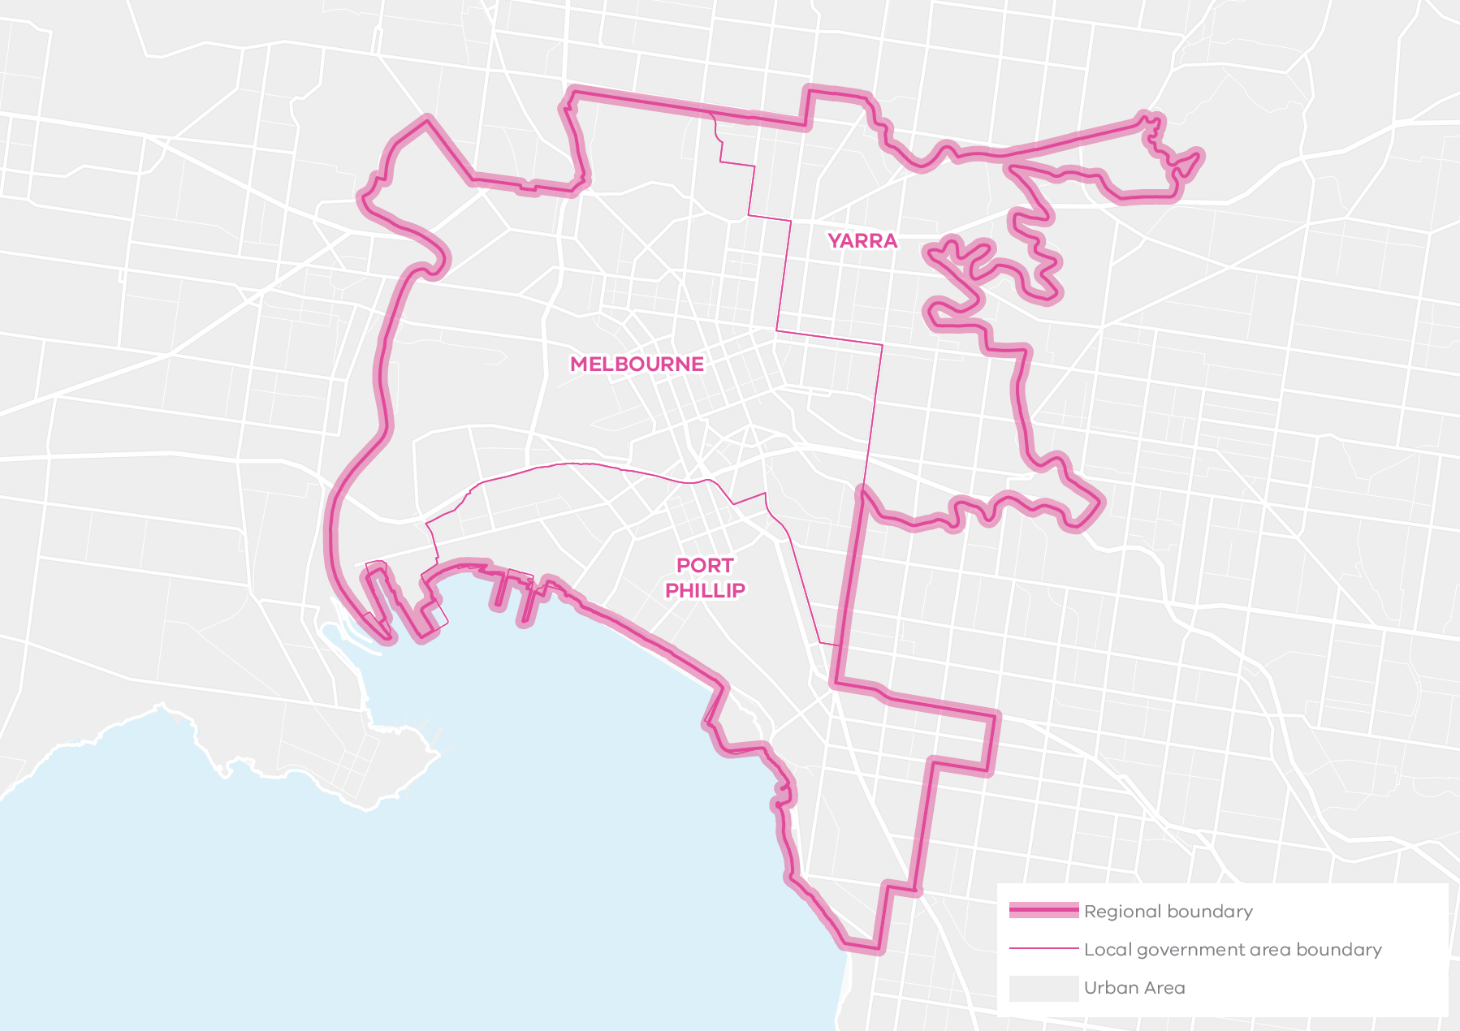 YARRA
MELBOURNE
PORT
PHILLIP
Regional boundary
Local government area boundary
Urban Area